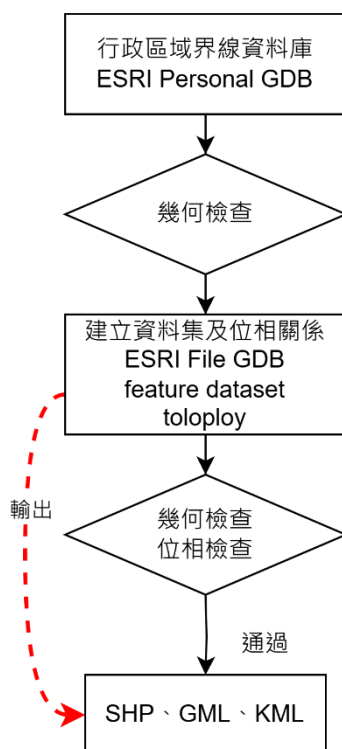 行政區域界線資料庫
ESRI Personal GDB
幾何檢查
建立資料集及位相關係
ESRI File GDB
feature dataset
toloploy
輸出
幾何檢查
位相檢查
通過
SHP、GML、KML